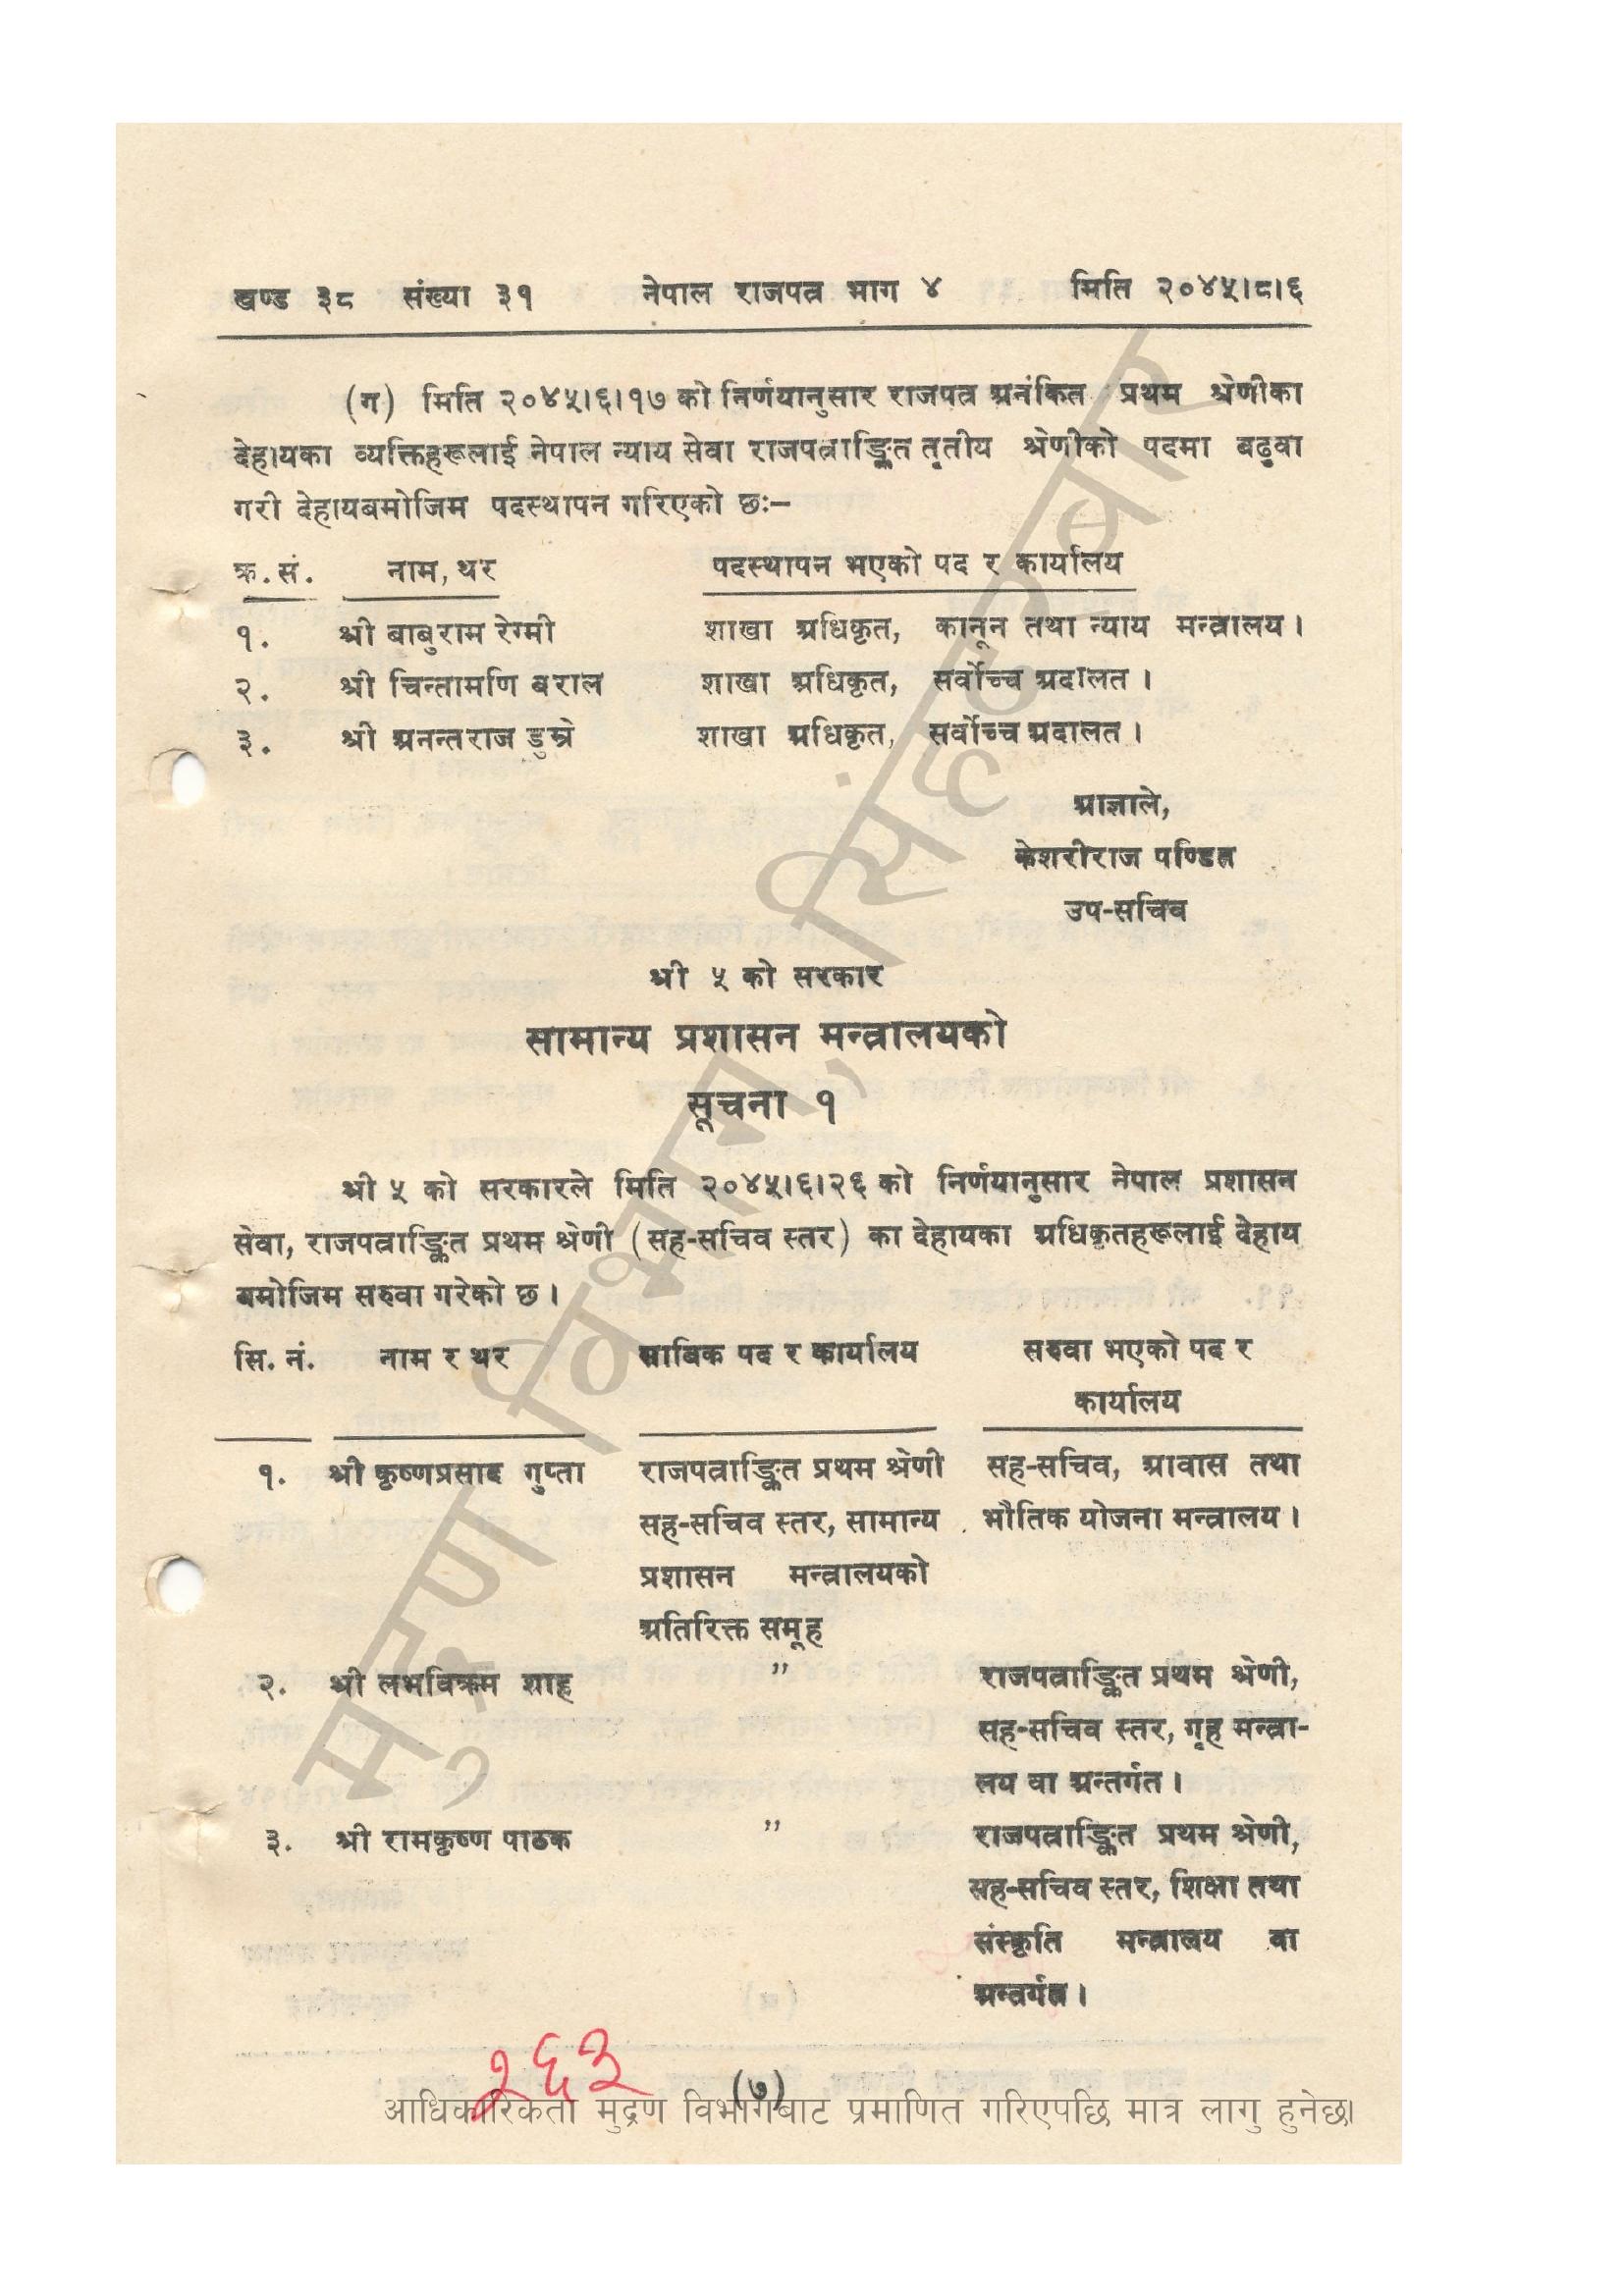 खण्ड ३८ संख्या ३१ नेपाल राजपत्र भाग ४ मिति २०४५।८।६
(ग) मिति २०४५।६।१७ को निर्णयानुसार राजपत्र अनंकित प्रथम श्रेणीका
देहायका व्यक्तिहरूलाई नेपाल न्याय सेवा राजपत्राङ्कित तृतीय श्रेणीको पदमा बढुवा
गरी देहायबमोजिम पदस्थापन गरिएको छः–
क्र.सं. नाम, थर पदस्थापन भएको पद र कार्यालय
१. श्री बाबुराम रेग्मी शाखा अधिकृत, कानून तथा न्याय मन्त्रालय।
२. श्री चिन्तामणि बराल शाखा अधिकृत, सर्वोच्च अदालत।
३. श्री अनन्तराज डुम्रे शाखा अधिकृत, सर्वोच्च अदालत।
आज्ञाले,
केशरीराज पण्डित
उप-सचिव
श्री ५ को सरकार
सामान्य प्रशासन मन्त्रालयको
सूचना १
श्री ५ को सरकारले मिति २०४५।६।२६ को निर्णयानुसार नेपाल प्रशासन
सेवा, राजपत्राङ्कित प्रथम श्रेणी (सह-सचिव स्तर) का देहायका अधिकृतहरूलाई देहाय
बमोजिम सरुवा गरेको छ।
सि. नं. नाम र थर साबिक पद र कार्यालय सरुवा भएको पद र
कार्यालय
१. श्री कृष्णप्रसाद गुप्ता राजपत्राङ्कित प्रथम श्रेणी सह-सचिव, आवास तथा
सह-सचिव स्तर, सामान्य भौतिक योजना मन्त्रालय।
प्रशासन मन्त्रालयको
अतिरिक्त समूह
२. श्री लभविक्रम शाह " राजपत्राङ्कित प्रथम श्रेणी,
सह-सचिव स्तर, गृह मन्त्रा-
लय वा अन्तर्गत।
३. श्री रामकृष्ण पाठक " राजपत्राङ्कित प्रथम श्रेणी,
सह-सचिव स्तर, शिक्षा तथा
संस्कृति मन्त्रालय वा
अन्तर्गत।
२६३
(७)
आधिकारिकता मुद्रण विभागबाट प्रमाणित गरिएपछि मात्र लागु हुनेछ।
मुद्रण विभाग, सिंहदरबार